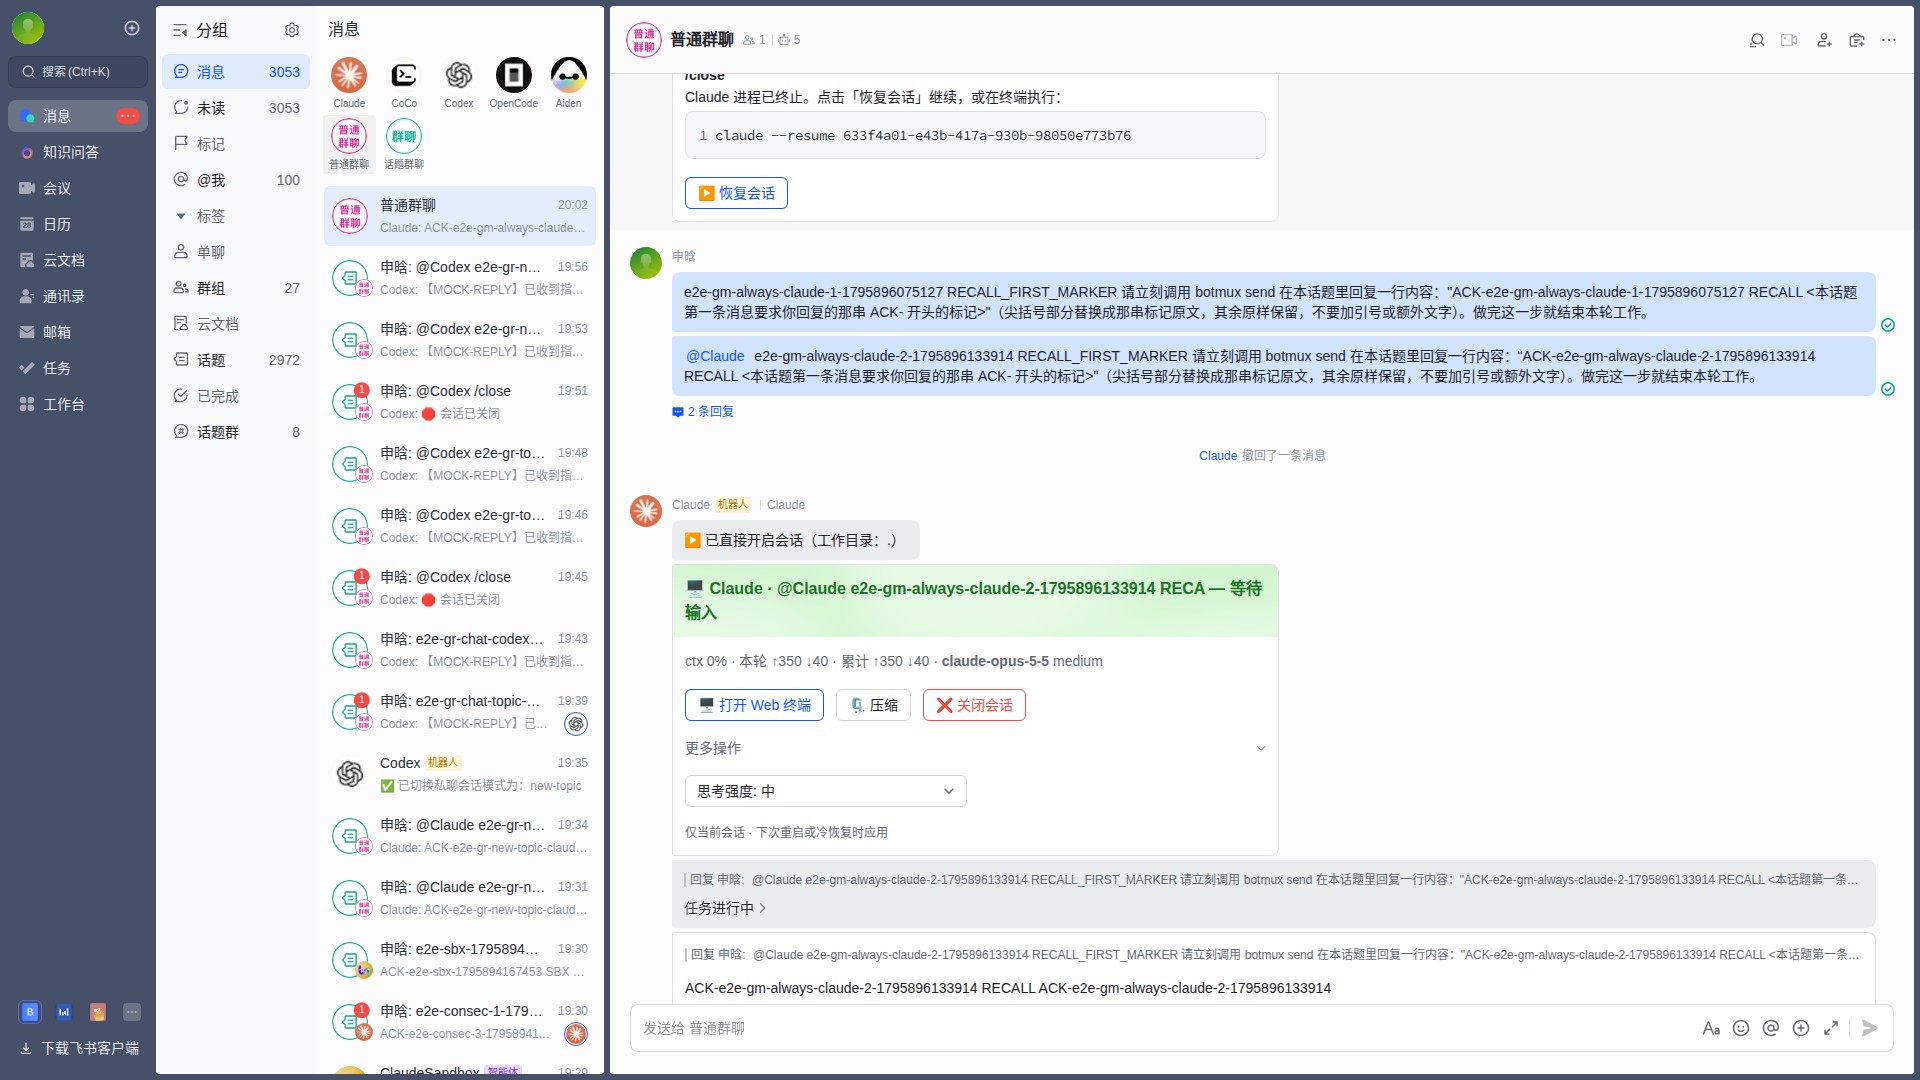 搜索 (Ctrl+K)
消息
知识问答
会议
日历
云文档
通讯录
邮箱
任务
工作台
下载飞书客户端
分组
消息 3053
未读 3053
标记
@我 100
标签
单聊
群组 27
云文档
话题 2972
已完成
话题群 8
消息
Claude CoCo Codex OpenCode Aiden
普通群聊 群聊
普通群聊 话题群聊
普通群聊 20:02
Claude: ACK-e2e-gm-always-claude…
申晗: @Codex e2e-gr-n… 19:56
Codex: 【MOCK-REPLY】已收到指…
申晗: @Codex e2e-gr-n… 19:53
Codex: 【MOCK-REPLY】已收到指…
1
申晗: @Codex /close 19:51
Codex: 🛑 会话已关闭
申晗: @Codex e2e-gr-to… 19:48
Codex: 【MOCK-REPLY】已收到指…
申晗: @Codex e2e-gr-to… 19:46
Codex: 【MOCK-REPLY】已收到指…
1
申晗: @Codex /close 19:45
Codex: 🛑 会话已关闭
申晗: e2e-gr-chat-codex… 19:43
Codex: 【MOCK-REPLY】已收到指…
1
申晗: e2e-gr-chat-topic-… 19:39
Codex: 【MOCK-REPLY】已…
Codex 机器人 19:35
✅ 已切换私聊会话模式为：new-topic
申晗: @Claude e2e-gr-n… 19:34
Claude: ACK-e2e-gr-new-topic-claud…
申晗: @Claude e2e-gr-n… 19:31
Claude: ACK-e2e-gr-new-topic-claud…
申晗: e2e-sbx-1795894… 19:30
ACK-e2e-sbx-1795894167453 SBX …
1
申晗: e2e-consec-1-179… 19:30
ACK-e2e-consec-3-17958941…
ClaudeSandbox 智能体 19:29
普通群聊
普通群聊 1 5
/close
Claude 进程已终止。点击「恢复会话」继续，或在终端执行：
1 claude --resume 633f4a01-e43b-417a-930b-98050e773b76
▶️ 恢复会话
申晗
e2e-gm-always-claude-1-1795896075127 RECALL_FIRST_MARKER 请立刻调用 botmux send 在本话题里回复一行内容："ACK-e2e-gm-always-claude-1-1795896075127 RECALL <本话题
第一条消息要求你回复的那串 ACK- 开头的标记>"（尖括号部分替换成那串标记原文，其余原样保留，不要加引号或额外文字）。做完这一步就结束本轮工作。
@Claude e2e-gm-always-claude-2-1795896133914 RECALL_FIRST_MARKER 请立刻调用 botmux send 在本话题里回复一行内容："ACK-e2e-gm-always-claude-2-1795896133914
RECALL <本话题第一条消息要求你回复的那串 ACK- 开头的标记>"（尖括号部分替换成那串标记原文，其余原样保留，不要加引号或额外文字）。做完这一步就结束本轮工作。
2 条回复
Claude 撤回了一条消息
Claude 机器人 Claude
▶️ 已直接开启会话（工作目录：.）
🖥️ Claude · @Claude e2e-gm-always-claude-2-1795896133914 RECA — 等待
输入
ctx 0% · 本轮 ↑350 ↓40 · 累计 ↑350 ↓40 · claude-opus-5-5 medium
🖥️ 打开 Web 终端 🗜️ 压缩 ❌ 关闭会话
更多操作
思考强度: 中
仅当前会话 · 下次重启或冷恢复时应用
回复 申晗：@Claude e2e-gm-always-claude-2-1795896133914 RECALL_FIRST_MARKER 请立刻调用 botmux send 在本话题里回复一行内容："ACK-e2e-gm-always-claude-2-1795896133914 RECALL <本话题第一条…
任务进行中
回复 申晗：@Claude e2e-gm-always-claude-2-1795896133914 RECALL_FIRST_MARKER 请立刻调用 botmux send 在本话题里回复一行内容："ACK-e2e-gm-always-claude-2-1795896133914 RECALL <本话题第一条…
ACK-e2e-gm-always-claude-2-1795896133914 RECALL ACK-e2e-gm-always-claude-2-1795896133914
发送给 普通群聊